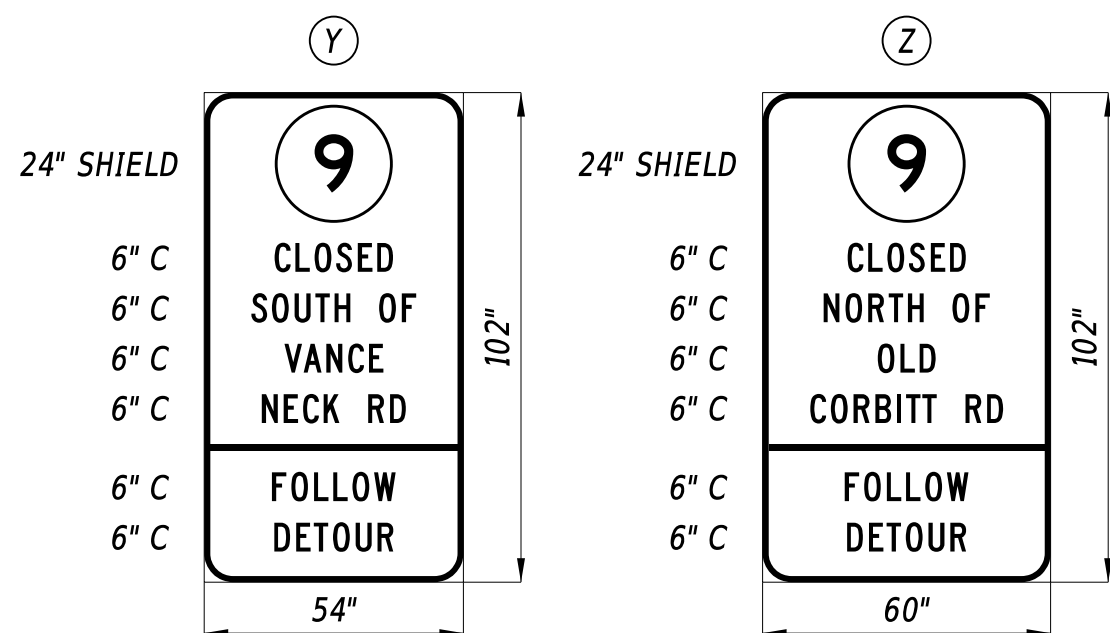 Y
24" SHIELD
9
6" C CLOSED
6" C SOUTH OF
6" C VANCE
6" C NECK RD
6" C FOLLOW
6" C DETOUR
102"
54"
Z
24" SHIELD
9
6" C CLOSED
6" C NORTH OF
6" C OLD
6" C CORBITT RD
6" C FOLLOW
6" C DETOUR
102"
60"